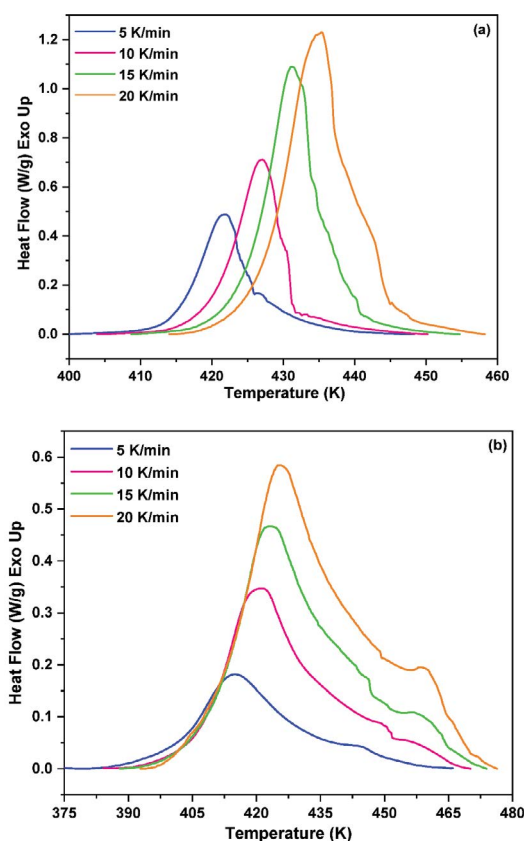 (a)
5 K/min
10 K/min
15 K/min
20 K/min
Heat Flow (W/g) Exo Up
1.2
1.0
0.8
0.6
0.4
0.2
0.0
400 410 420 430 440 450 460
Temperature (K)
(b)
5 K/min
10 K/min
15 K/min
20 K/min
Heat Flow (W/g) Exo Up
0.6
0.5
0.4
0.3
0.2
0.1
0.0
375 390 405 420 435 450 465 480
Temperature (K)